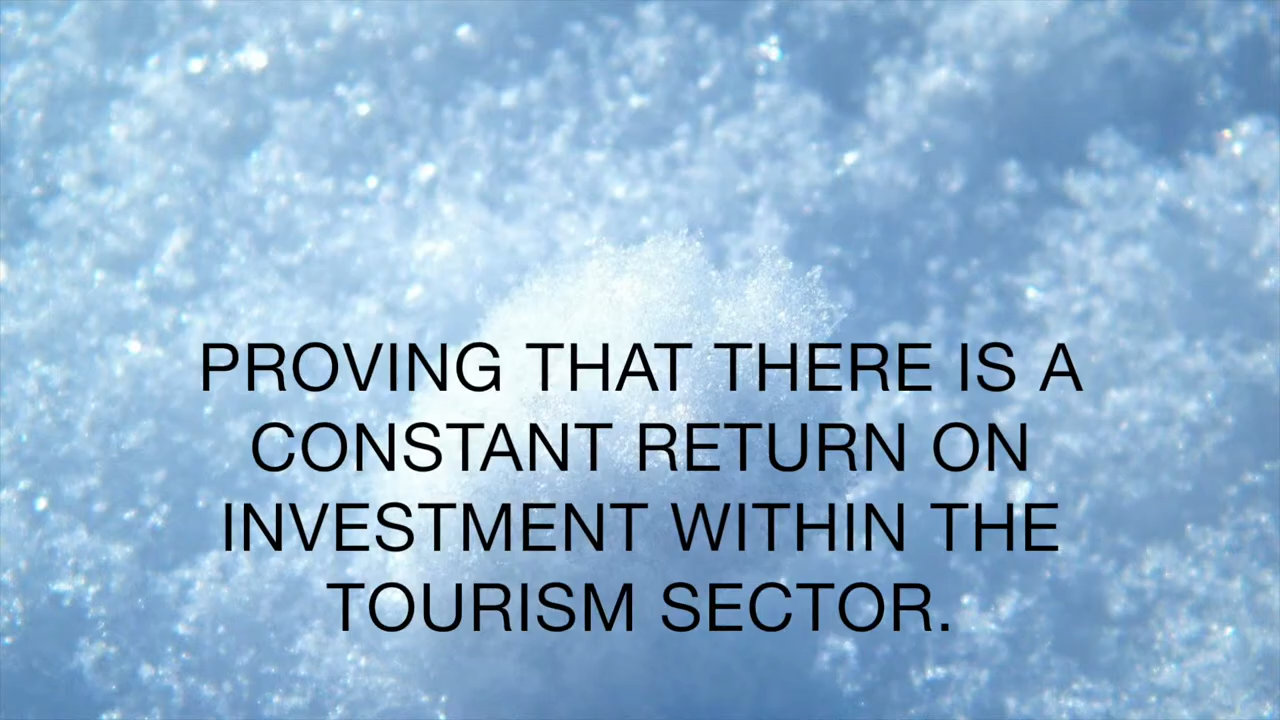 PROVING THAT THERE IS A
CONSTANT RETURN ON
INVESTMENT WITHIN THE
TOURISM SECTOR.